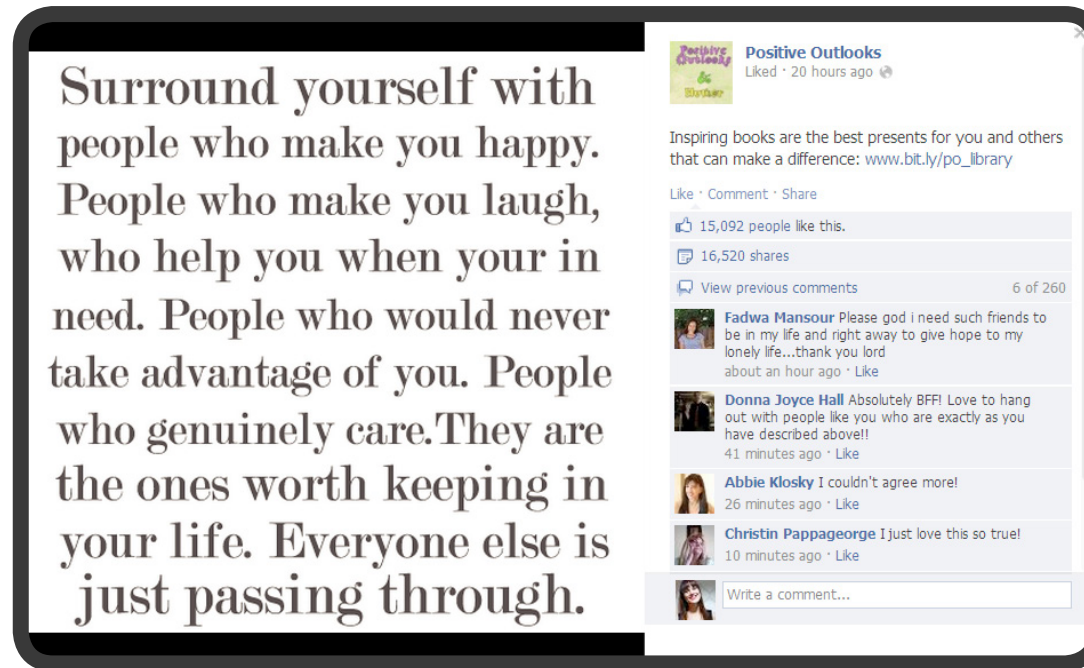 Surround yourself with
people who make you happy.
People who make you laugh,
who help you when your in
need. People who would never
take advantage of you. People
who genuinely care.They are
the ones worth keeping in
your life. Everyone else is
just passing through.
Positive Outlooks & Mother
Positive Outlooks
Liked · 20 hours ago
Inspiring books are the best presents for you and others
that can make a difference: www.bit.ly/po_library
Like · Comment · Share
15,092 people like this.
16,520 shares
View previous comments 6 of 260
Fadwa Mansour Please god i need such friends to
be in my life and right away to give hope to my
lonely life...thank you lord
about an hour ago · Like
Donna Joyce Hall Absolutely BFF! Love to hang
out with people like you who are exactly as you
have described above!!
41 minutes ago · Like
Abbie Klosky I couldn't agree more!
26 minutes ago · Like
Christin Pappageorge I just love this so true!
10 minutes ago · Like
Write a comment...